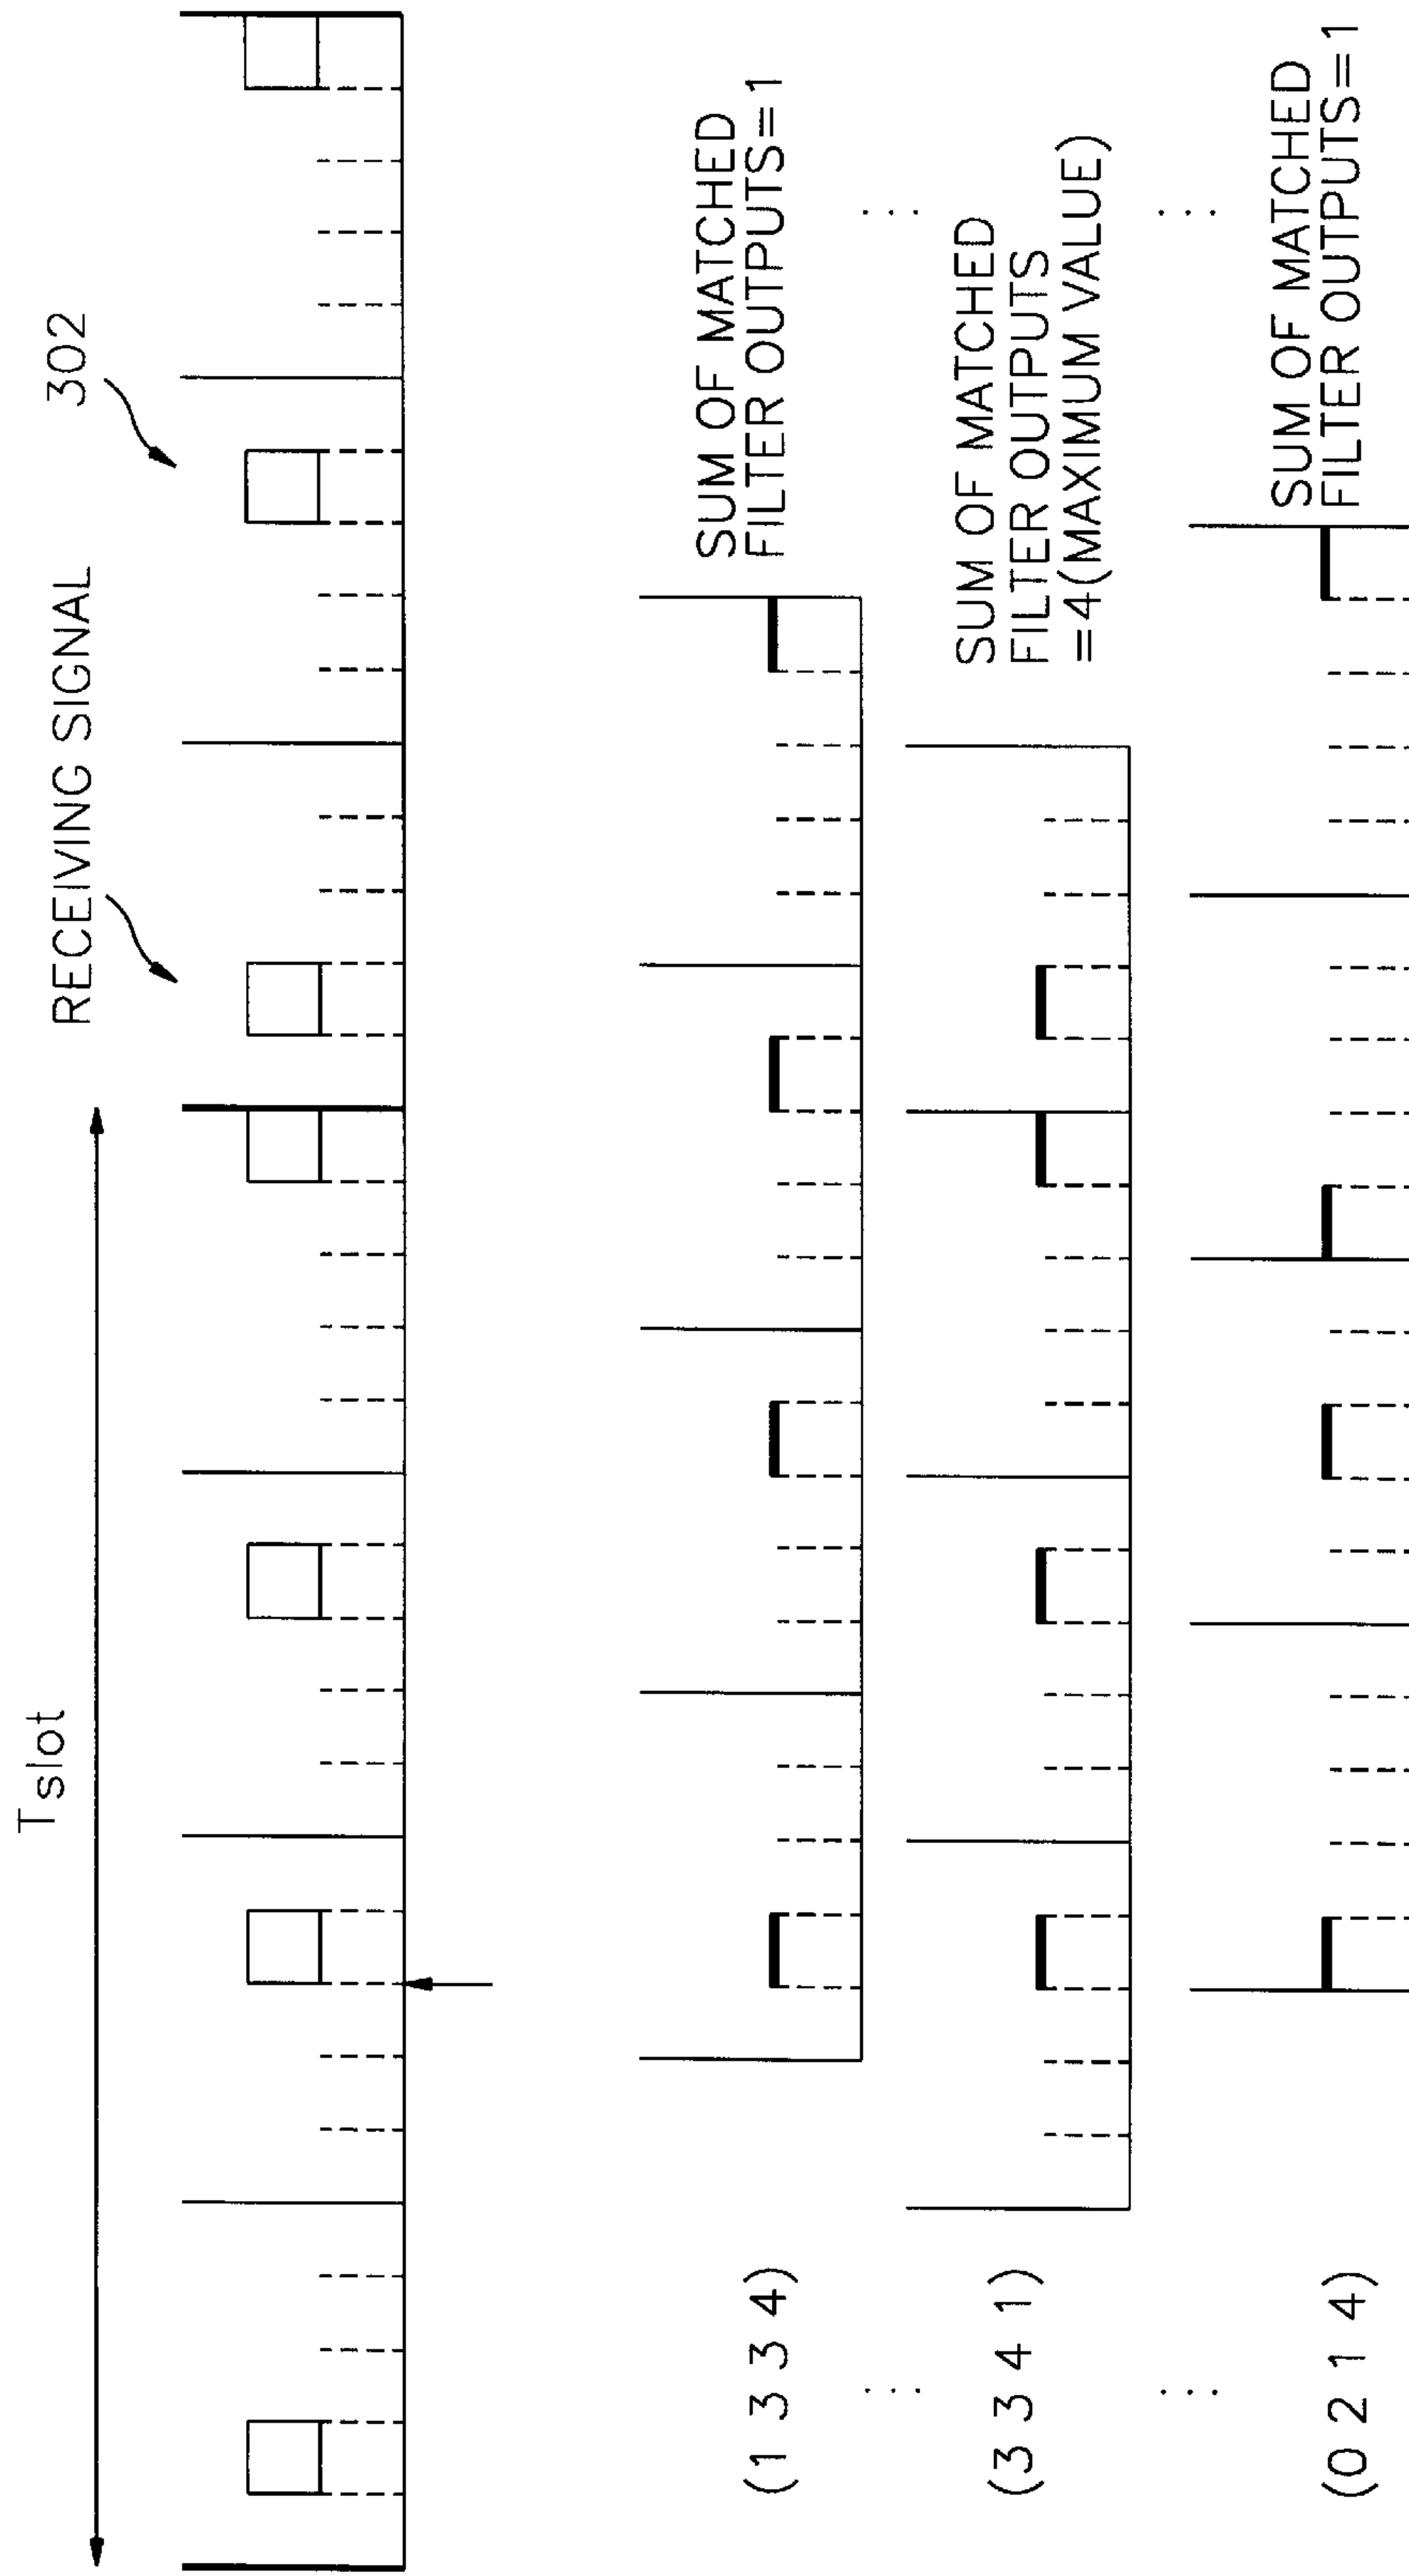 Tslot
RECEIVING SIGNAL
302
(1 3 3 4)
SUM OF MATCHED
FILTER OUTPUTS=1
(3 3 4 1)
SUM OF MATCHED
FILTER OUTPUTS
=4(MAXIMUM VALUE)
(0 2 1 4)
SUM OF MATCHED
FILTER OUTPUTS=1